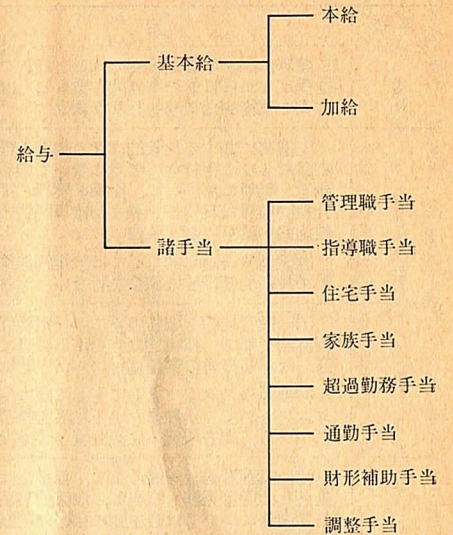 給与
基本給
本給
加給
諸手当
管理職手当
指導職手当
住宅手当
家族手当
超過勤務手当
通勤手当
財形補助手当
調整手当